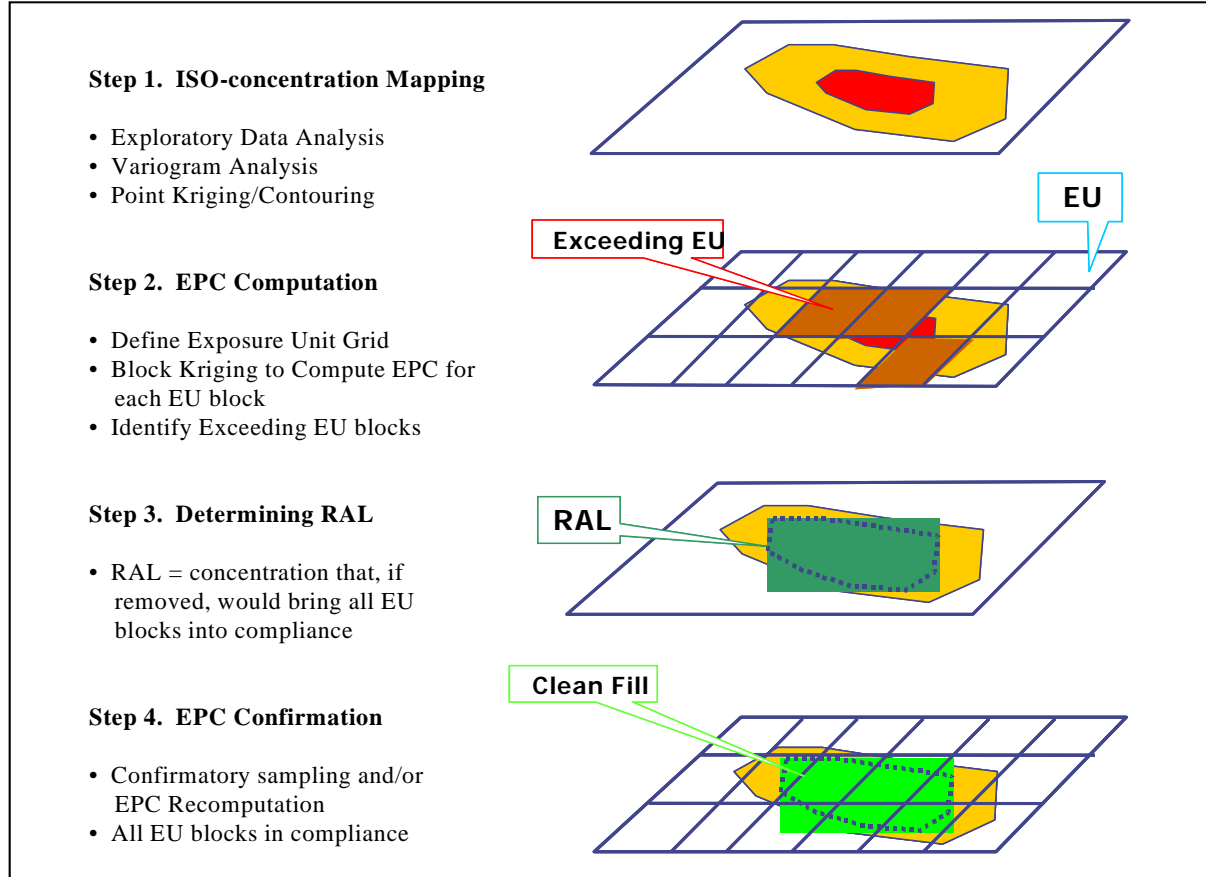 Step 1. ISO-concentration Mapping
• Exploratory Data Analysis
• Variogram Analysis
• Point Kriging/Contouring
EU
Exceeding EU
Step 2. EPC Computation
• Define Exposure Unit Grid
• Block Kriging to Compute EPC for
each EU block
• Identify Exceeding EU blocks
Step 3. Determining RAL
RAL
• RAL = concentration that, if
removed, would bring all EU
blocks into compliance
Clean Fill
Step 4. EPC Confirmation
• Confirmatory sampling and/or
EPC Recomputation
• All EU blocks in compliance